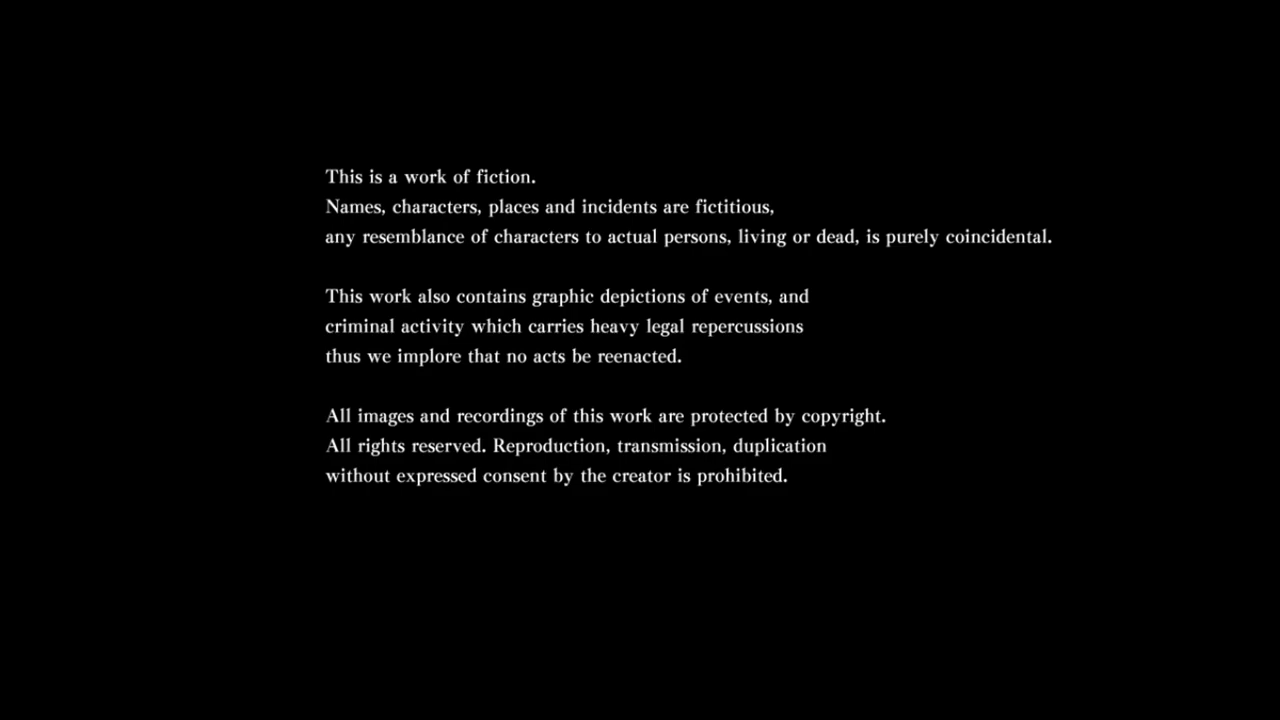 This is a work of fiction.
Names, characters, places and incidents are fictitious,
any resemblance of characters to actual persons, living or dead, is purely coincidental.
This work also contains graphic depictions of events, and
criminal activity which carries heavy legal repercussions
thus we implore that no acts be reenacted.
All images and recordings of this work are protected by copyright.
All rights reserved. Reproduction, transmission, duplication
without expressed consent by the creator is prohibited.